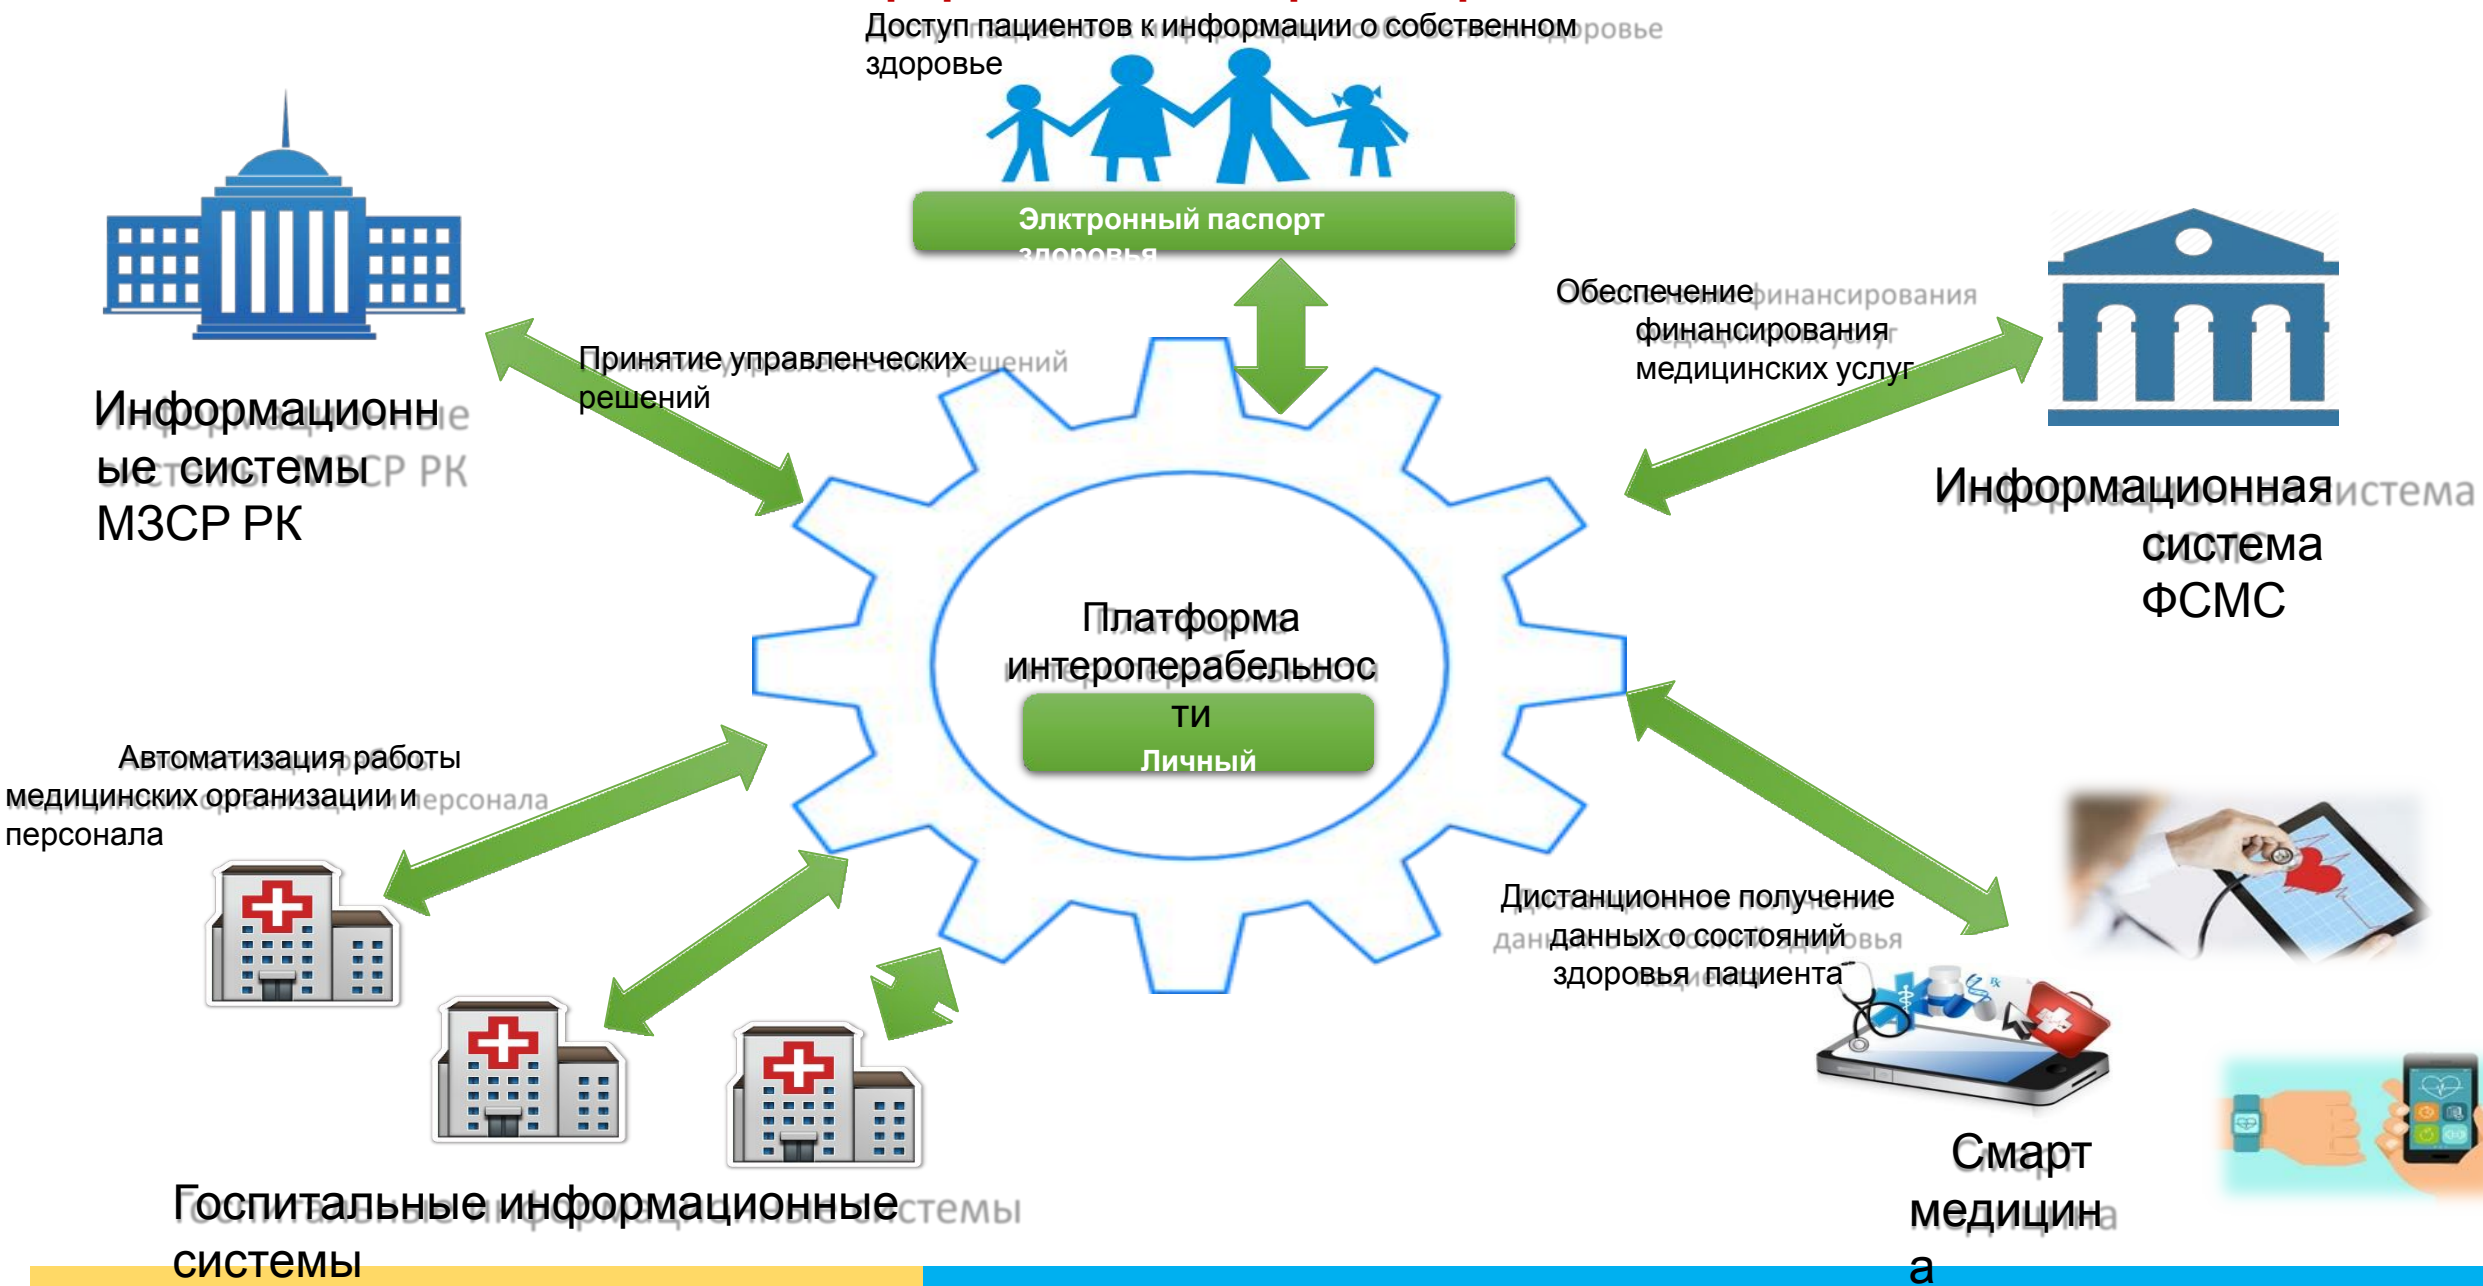 Доступ пациентов к информации о собственном
здоровье
Элктронный паспорт
здоровья
Обеспечение
финансирования
медицинских услуг
Принятие управленческих
решений
Информационн
ые системы
МЗСР РК
Информационная
система
ФСМС
Платформа
интероперабельнос
ти
Личный
Автоматизация работы
медицинских организации и
персонала
Дистанционное получение
данных о состояний
здоровья пациента
Смарт
медицин
а
Госпитальные информационные
системы